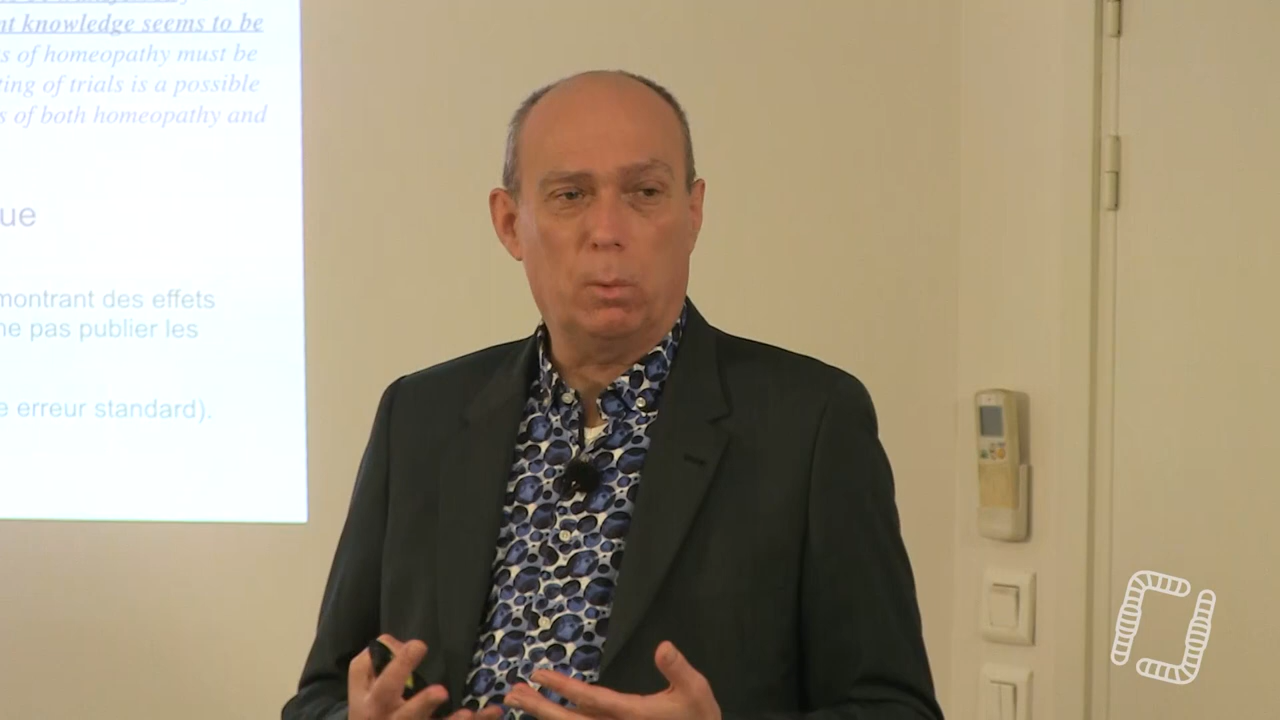 nt knowledge seems to be
s of homeopathy must be
ting of trials is a possible
s of both homeopathy and
ue
montrant des effets
ne pas publier les
e erreur standard).